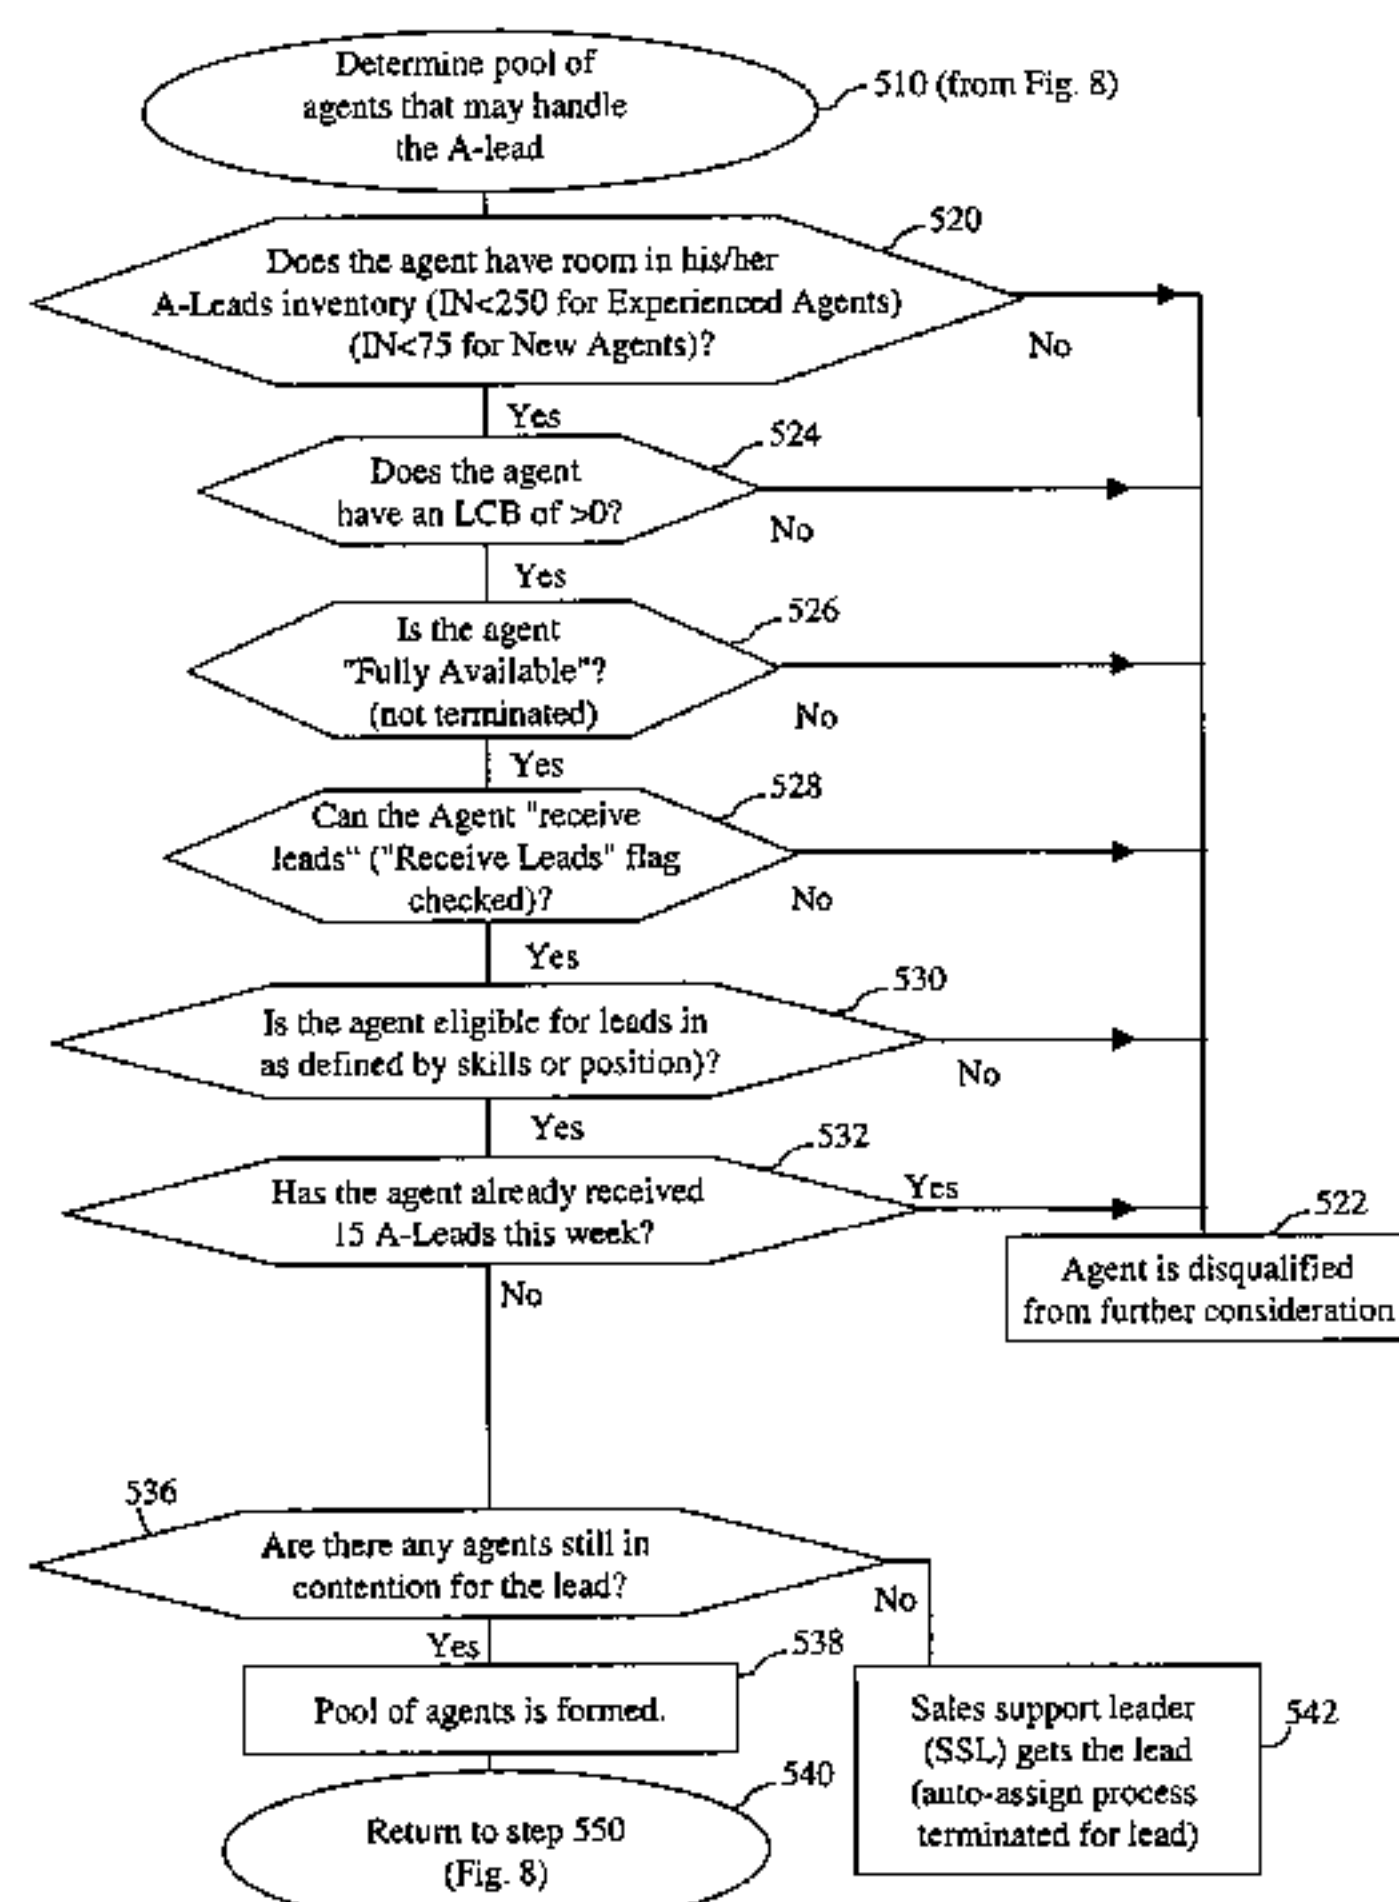 Determine pool of
agents that may handle
the A-lead
510 (from Fig. 8)
520
Does the agent have room in his/her
A-Leads inventory (IN<250 for Experienced Agents)
(IN<75 for New Agents)?
No
Yes
524
Does the agent
have an LCB of >0?
No
Yes
526
Is the agent
"Fully Available"?
(not terminated)
No
Yes
528
Can the Agent "receive
leads" ("Receive Leads" flag
checked)?
No
Yes
530
Is the agent eligible for leads in
as defined by skills or position)?
No
Yes
532
Has the agent already received
15 A-Leads this week?
Yes
No
522
Agent is disqualified
from further consideration
536
Are there any agents still in
contention for the lead?
No
Yes
538
Pool of agents is formed.
540
Return to step 550
(Fig. 8)
Sales support leader
(SSL) gets the lead
(auto-assign process
terminated for lead)
542